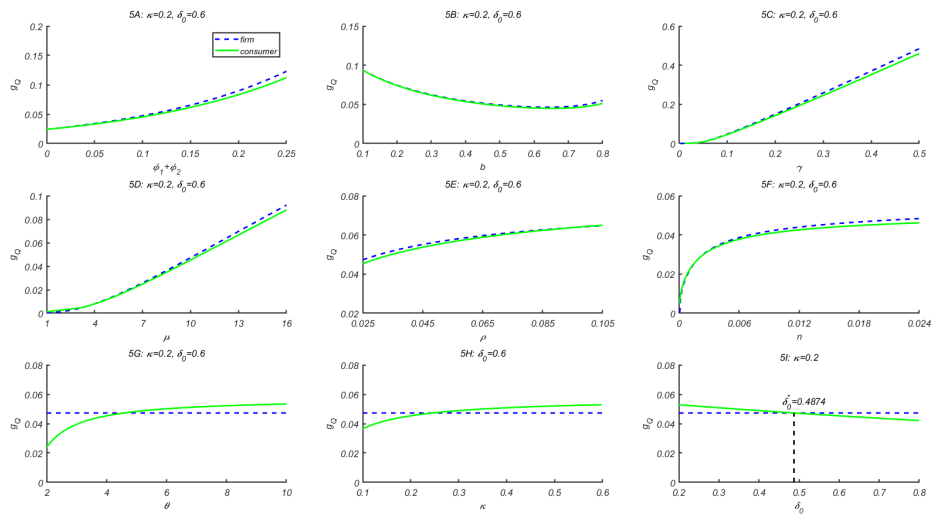 5A: κ=0.2, δ0=0.6
0.2
0.15
0.1
0.05
0
gQ
firm
consumer
0 0.05 0.1 0.15 0.2 0.25
ϕ1+ϕ2
5B: κ=0.2, δ0=0.6
0.15
0.1
0.05
0
gQ
0.1 0.2 0.3 0.4 0.5 0.6 0.7 0.8
b
5C: κ=0.2, δ0=0.6
0.6
0.4
0.2
0
gQ
0 0.1 0.2 0.3 0.4 0.5
γ
5D: κ=0.2, δ0=0.6
0.1
0.08
0.06
0.04
0.02
0
gQ
1 4 7 10 13 16
μ
5E: κ=0.2, δ0=0.6
0.08
0.06
0.04
0.02
gQ
0.025 0.045 0.065 0.085 0.105
ρ
5F: κ=0.2, δ0=0.6
0.06
0.04
0.02
0
gQ
0 0.006 0.012 0.018 0.024
n
5G: κ=0.2, δ0=0.6
0.08
0.06
0.04
0.02
0
gQ
2 4 6 8 10
θ
5H: δ0=0.6
0.08
0.06
0.04
0.02
0
gQ
0.1 0.2 0.3 0.4 0.5 0.6
κ
5I: κ=0.2
0.08
0.06
0.04
0.02
0
gQ
δ̂0=0.4874
0.2 0.3 0.4 0.5 0.6 0.7 0.8
δ0